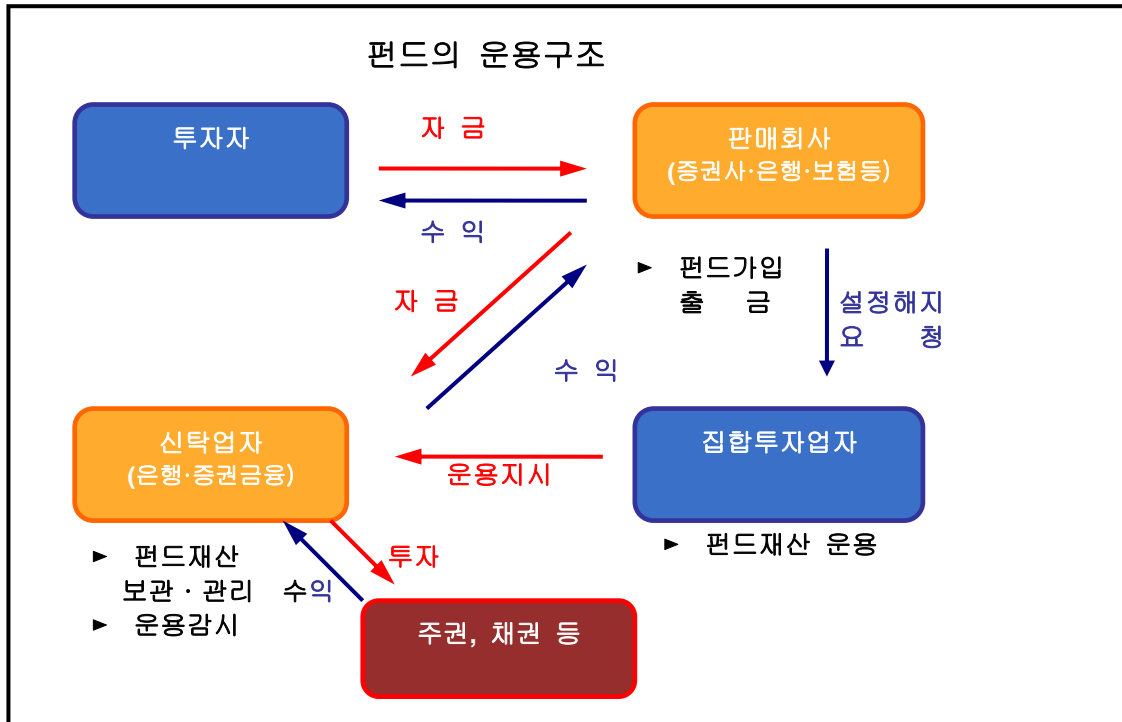 펀드의 운용구조
투자자
자 금
판매회사
(증권사·은행·보험등)
수 익
► 펀드가입
출 금
자 금
설정해지
요 청
수 익
신탁업자
(은행·증권금융)
집합투자업자
운용지시
► 펀드재산
보관 · 관리
► 운용감시
► 펀드재산 운용
투자
수익
주권, 채권 등